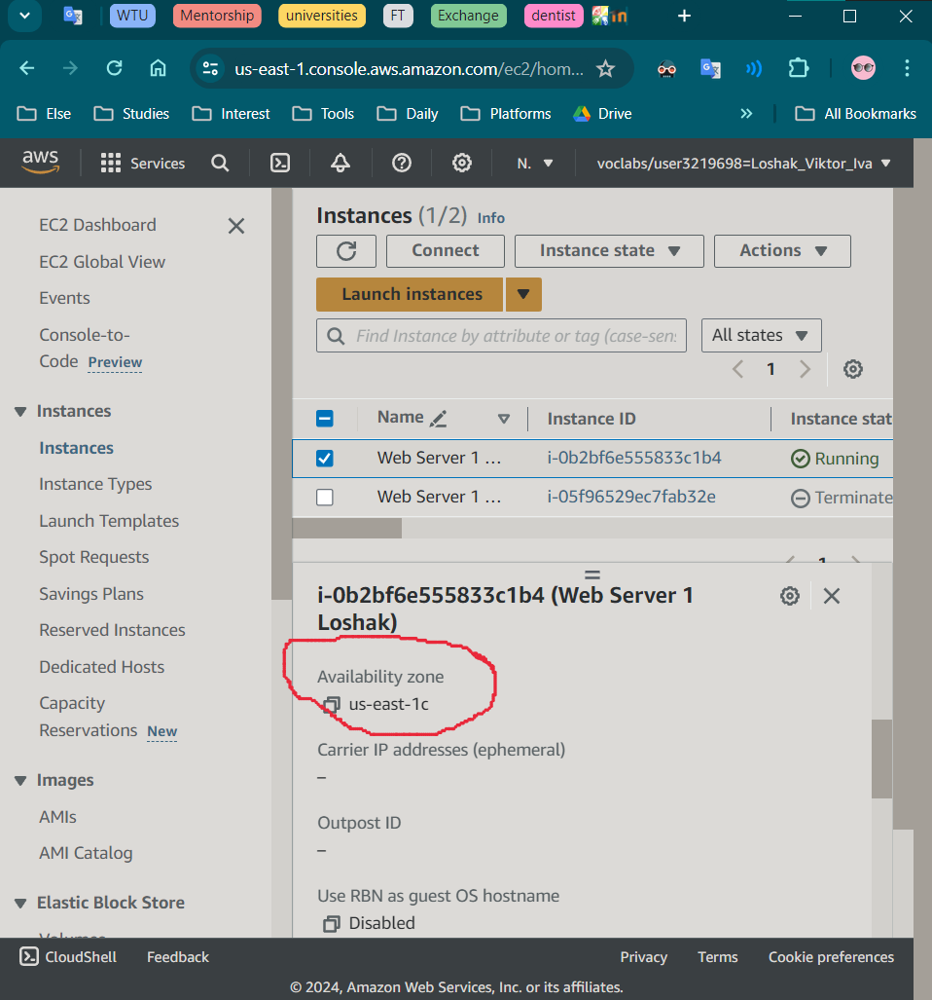 WTU Mentorship universities FT Exchange dentist
us-east-1.console.aws.amazon.com/ec2/hom...
Else Studies Interest Tools Daily Platforms Drive » All Bookmarks
aws Services N. voclabs/user3219698=Loshak_Viktor_Iva
EC2 Dashboard
EC2 Global View
Events
Console-to-
Code Preview
Instances
Instances
Instance Types
Launch Templates
Spot Requests
Savings Plans
Reserved Instances
Dedicated Hosts
Capacity
Reservations New
Images
AMIs
AMI Catalog
Elastic Block Store
Instances (1/2) Info
Connect Instance state Actions
Launch instances
Find Instance by attribute or tag (case-sens
All states
1
Name Instance ID Instance stat
Web Server 1 ... i-0b2bf6e555833c1b4 Running
Web Server 1 ... i-05f96529ec7fab32e Terminate
i-0b2bf6e555833c1b4 (Web Server 1
Loshak)
Availability zone
us-east-1c
Carrier IP addresses (ephemeral)
–
Outpost ID
–
Use RBN as guest OS hostname
Disabled
CloudShell Feedback Privacy Terms Cookie preferences
© 2024, Amazon Web Services, Inc. or its affiliates.